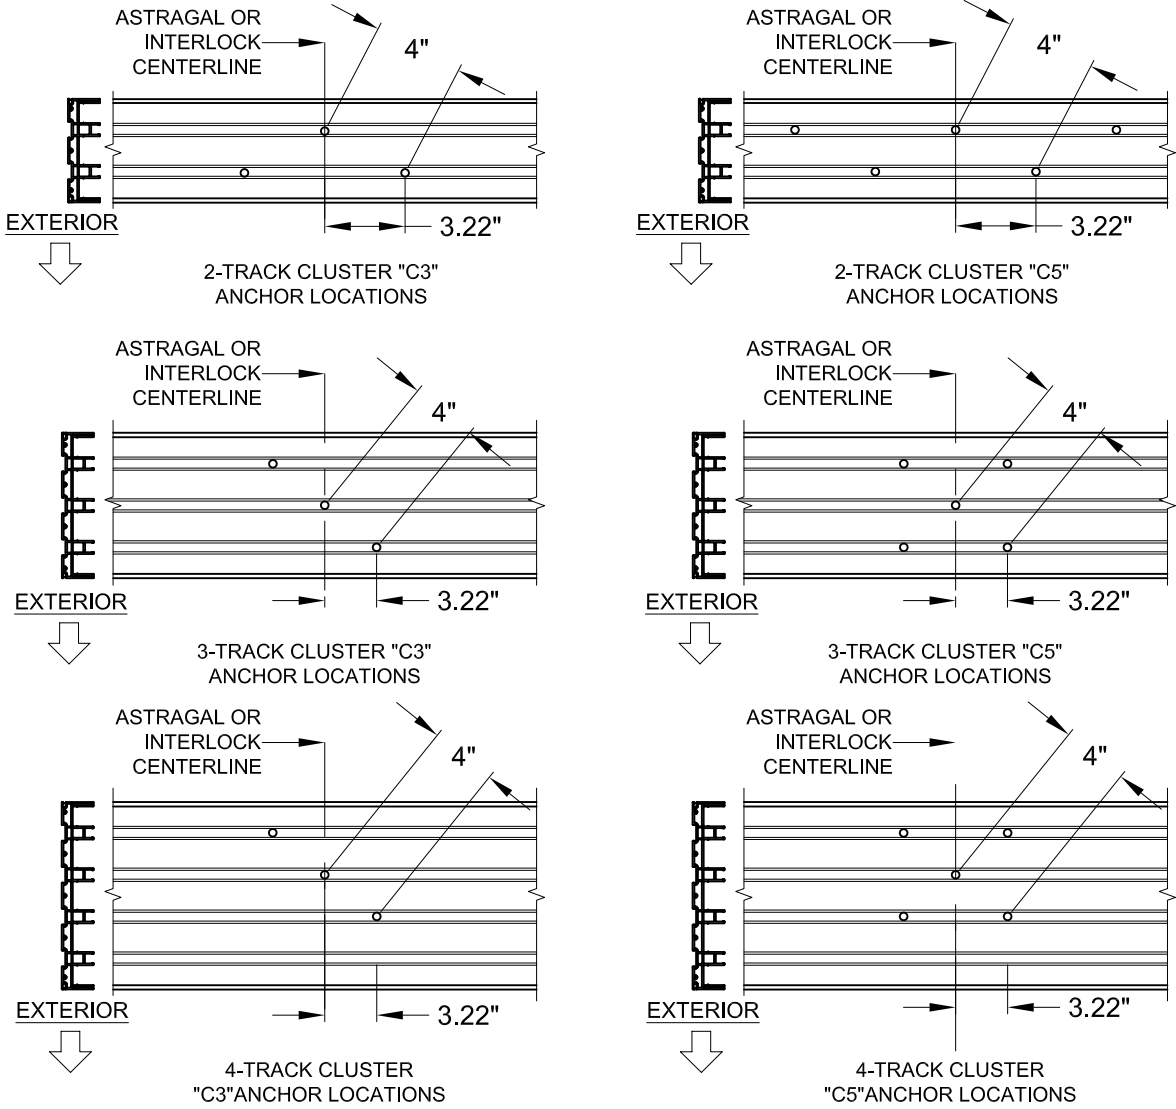 ASTRAGAL OR
INTERLOCK
CENTERLINE
4"
EXTERIOR
3.22"
2-TRACK CLUSTER "C3"
ANCHOR LOCATIONS
ASTRAGAL OR
INTERLOCK
CENTERLINE
4"
EXTERIOR
3.22"
2-TRACK CLUSTER "C5"
ANCHOR LOCATIONS
ASTRAGAL OR
INTERLOCK
CENTERLINE
4"
EXTERIOR
3.22"
3-TRACK CLUSTER "C3"
ANCHOR LOCATIONS
ASTRAGAL OR
INTERLOCK
CENTERLINE
4"
EXTERIOR
3.22"
3-TRACK CLUSTER "C5"
ANCHOR LOCATIONS
ASTRAGAL OR
INTERLOCK
CENTERLINE
4"
EXTERIOR
3.22"
4-TRACK CLUSTER
"C3"ANCHOR LOCATIONS
ASTRAGAL OR
INTERLOCK
CENTERLINE
4"
EXTERIOR
3.22"
4-TRACK CLUSTER
"C5"ANCHOR LOCATIONS